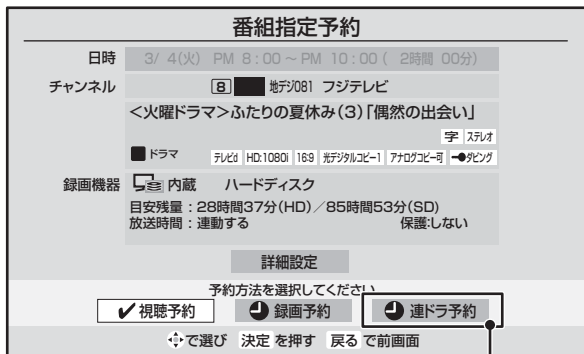 番組指定予約
日時 3/ 4(火) PM 8:00～PM 10:00 ( 2時間 00分)
チャンネル 8 地デジ081 フジテレビ
<火曜ドラマ>ふたりの夏休み(3)「偶然の出会い」
字 ステレオ
ドラマ テレビd HD:1080i 16:9 光デジタルコピー1 アナログコピー可 ダビング
録画機器 内蔵 ハードディスク
目安残量:28時間37分(HD)/85時間53分(SD)
放送時間:連動する 保護:しない
詳細設定
予約方法を選択してください
視聴予約 録画予約 連ドラ予約
で選び 決定 を押す 戻る で前画面